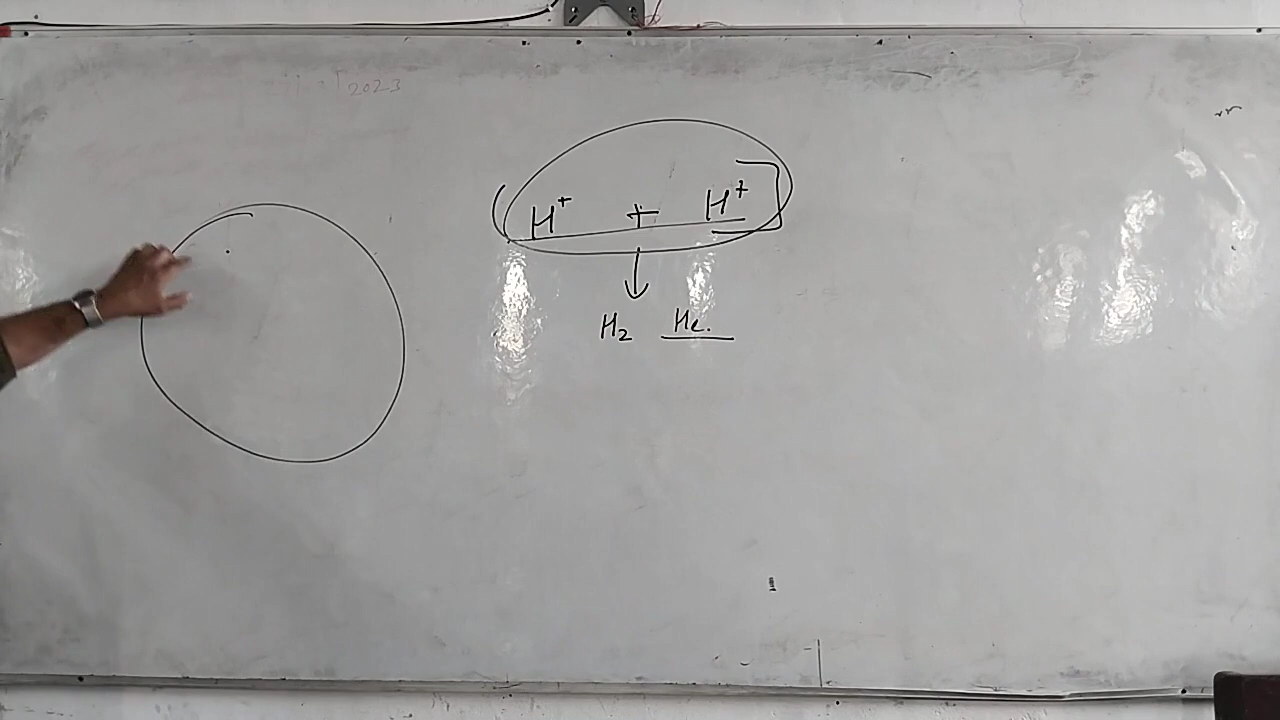 2023
H⁺ + H⁺
↓
H₂ He.